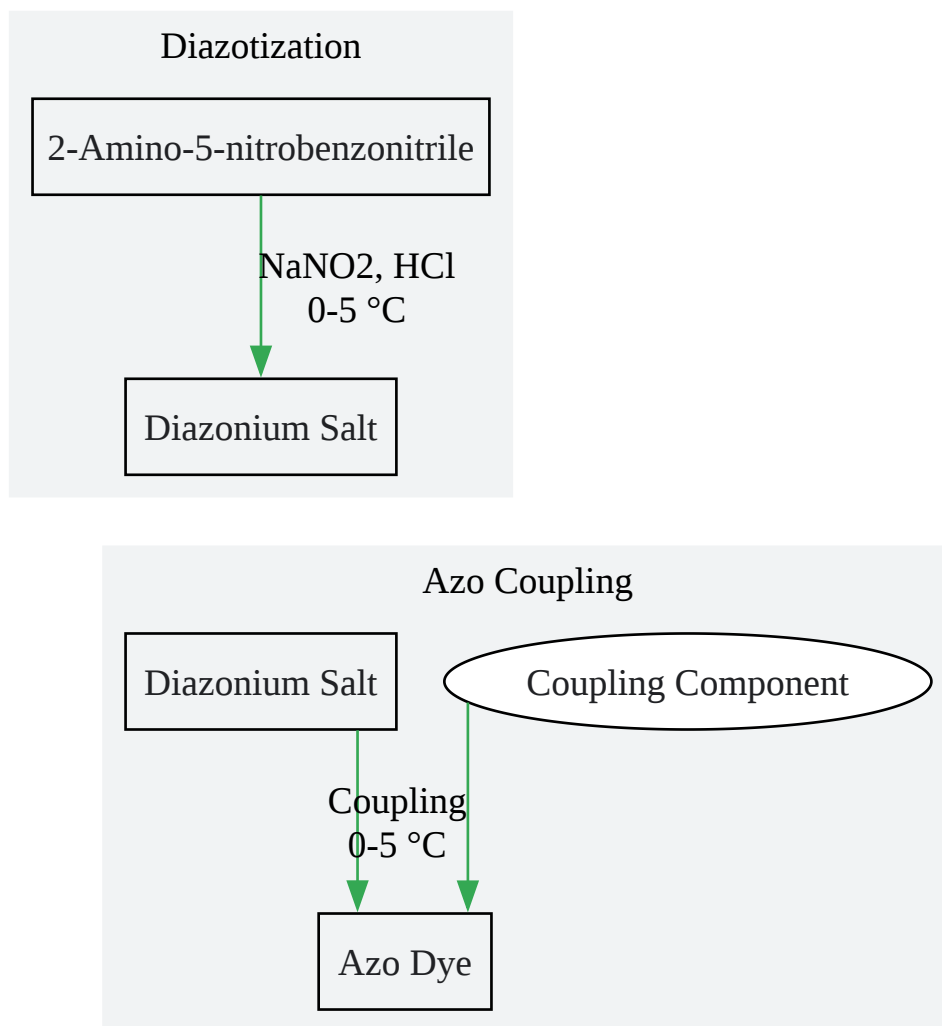 Diazotization
2-Amino-5-nitrobenzonitrile
NaNO2, HCl
0-5 °C
Diazonium Salt
Azo Coupling
Diazonium Salt
Coupling Component
Coupling
0-5 °C
Azo Dye